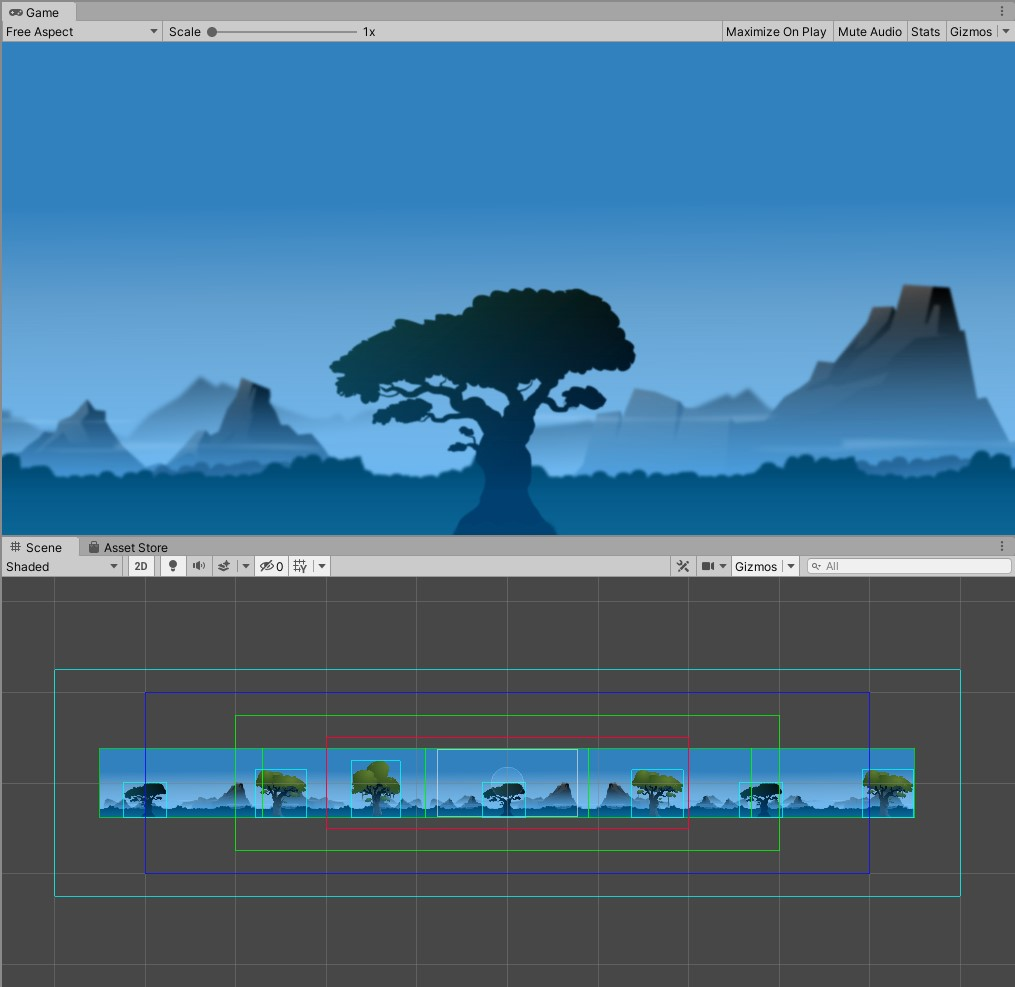 Game
Free Aspect Scale 1x Maximize On Play Mute Audio Stats Gizmos
Scene Asset Store
Shaded 2D 0 Gizmos All